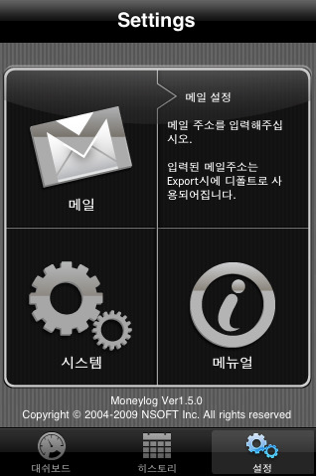 Settings
메일 설정
메일 주소를 입력해주십
시오.
입력된 메일주소는
Export시에 디폴트로 사
용되어집니다.
메일
시스템
메뉴얼
Moneylog Ver1.5.0
Copyright © 2004-2009 NSOFT Inc. All rights reserved
대쉬보드
히스토리
설정